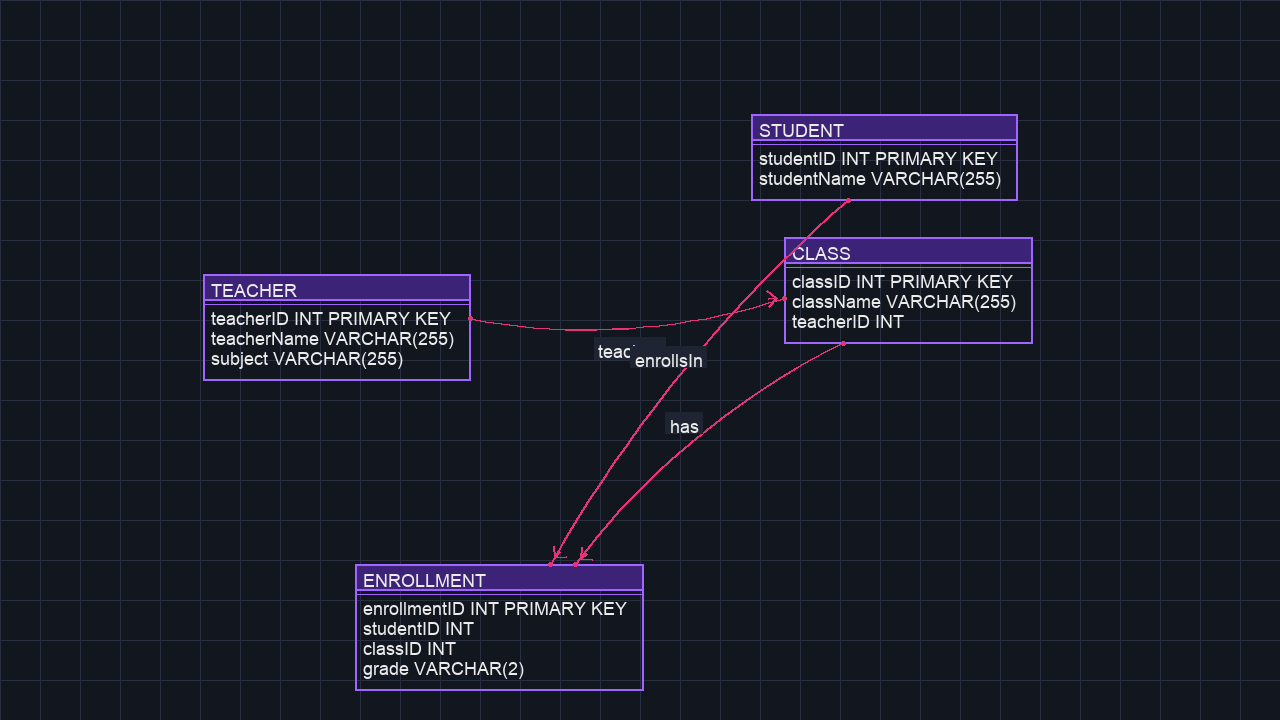 STUDENT
studentID INT PRIMARY KEY
studentName VARCHAR(255)
CLASS
classID INT PRIMARY KEY
className VARCHAR(255)
teacherID INT
TEACHER
teacherID INT PRIMARY KEY
teacherName VARCHAR(255)
subject VARCHAR(255)
enrollsIn
has
ENROLLMENT
enrollmentID INT PRIMARY KEY
studentID INT
classID INT
grade VARCHAR(2)